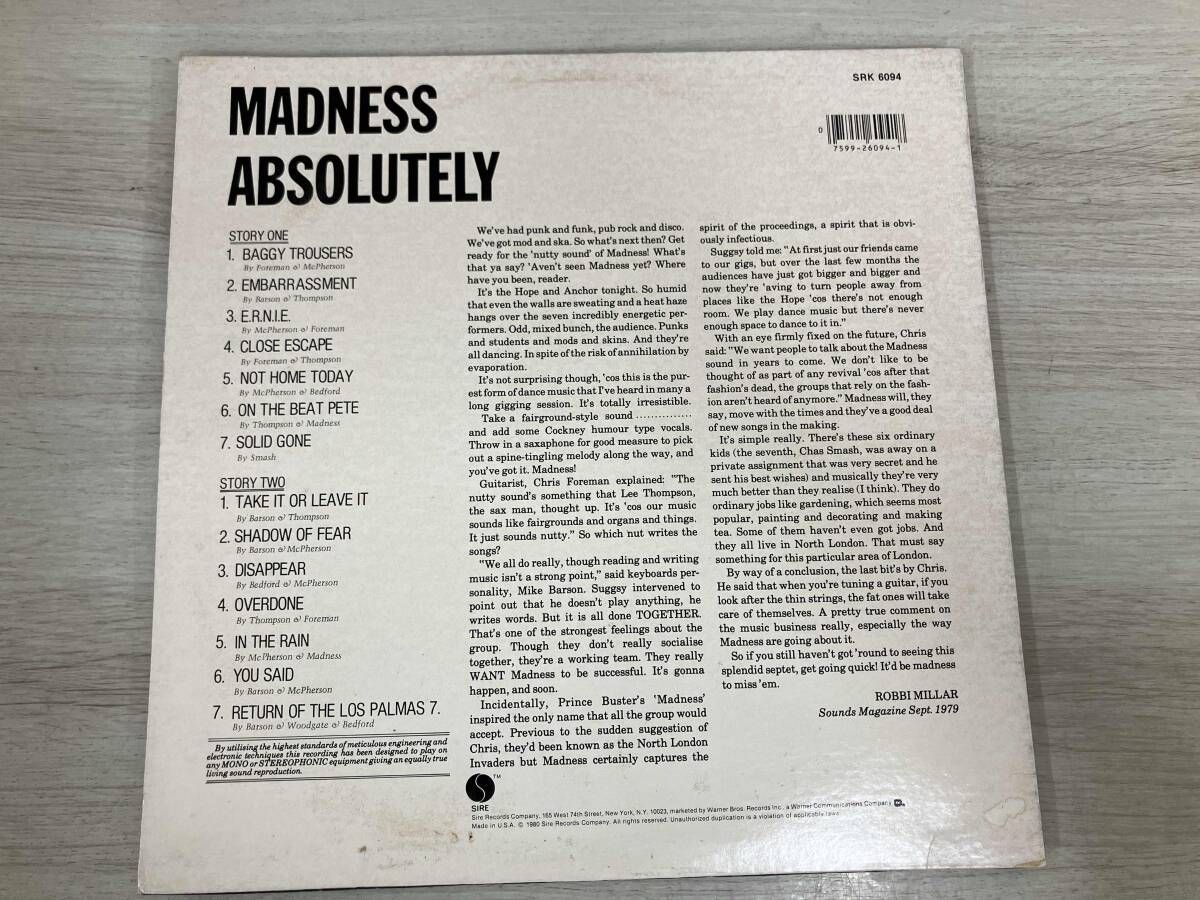 MADNESS
ABSOLUTELY
SRK 6094
0
7599-26094-1
STORY ONE
1. BAGGY TROUSERS
By Foreman & McPherson
2. EMBARRASSMENT
By Barson & Thompson
3. E.R.N.I.E.
By McPherson & Foreman
4. CLOSE ESCAPE
By Foreman & Thompson
5. NOT HOME TODAY
By McPherson & Bedford
6. ON THE BEAT PETE
By Thompson & Madness
7. SOLID GONE
By Smash
STORY TWO
1. TAKE IT OR LEAVE IT
By Barson & Thompson
2. SHADOW OF FEAR
By Barson & McPherson
3. DISAPPEAR
By Bedford & McPherson
4. OVERDONE
By Thompson & Foreman
5. IN THE RAIN
By McPherson & Madness
6. YOU SAID
By Barson & McPherson
7. RETURN OF THE LOS PALMAS 7.
By Barson & Woodgate & Bedford
By utilising the highest standards of meticulous engineering and
electronic techniques this recording has been designed to play on
any MONO or STEREOPHONIC equipment giving an equally true
living sound reproduction.
We've had punk and funk, pub rock and disco.
We've got mod and ska. So what's next then? Get
ready for the 'nutty sound' of Madness! What's
that ya say? 'Aven't seen Madness yet? Where
have you been, reader.
It's the Hope and Anchor tonight. So humid
that even the walls are sweating and a heat haze
hangs over the seven incredibly energetic per-
formers. Odd, mixed bunch, the audience. Punks
and students and mods and skins. And they're
all dancing. In spite of the risk of annihilation by
evaporation.
It's not surprising though, 'cos this is the pur-
est form of dance music that I've heard in many a
long gigging session. It's totally irresistible.
Take a fairground-style sound ...............
and add some Cockney humour type vocals.
Throw in a saxaphone for good measure to pick
out a spine-tingling melody along the way, and
you've got it. Madness!
Guitarist, Chris Foreman explained: "The
nutty sound's something that Lee Thompson,
the sax man, thought up. It's 'cos our music
sounds like fairgrounds and organs and things.
It just sounds nutty." So which nut writes the
songs?
"We all do really, though reading and writing
music isn't a strong point," said keyboards per-
sonality, Mike Barson. Suggsy intervened to
point out that he doesn't play anything, he
writes words. But it is all done TOGETHER.
That's one of the strongest feelings about the
group. Though they don't really socialise
together, they're a working team. They really
WANT Madness to be successful. It's gonna
happen, and soon.
Incidentally, Prince Buster's 'Madness'
inspired the only name that all the group would
accept. Previous to the sudden suggestion of
Chris, they'd been known as the North London
Invaders but Madness certainly captures the
spirit of the proceedings, a spirit that is obvi-
ously infectious.
Suggsy told me: "At first just our friends came
to our gigs, but over the last few months the
audiences have just got bigger and bigger and
now they're 'aving to turn people away from
places like the Hope 'cos there's not enough
room. We play dance music but there's never
enough space to dance to it in."
With an eye firmly fixed on the future, Chris
said: "We want people to talk about the Madness
sound in years to come. We don't like to be
thought of as part of any revival 'cos after that
fashion's dead, the groups that rely on the fash-
ion aren't heard of anymore." Madness will, they
say, move with the times and they've a good deal
of new songs in the making.
It's simple really. There's these six ordinary
kids (the seventh, Chas Smash, was away on a
private assignment that was very secret and he
sent his best wishes) and musically they're very
much better than they realise (I think). They do
ordinary jobs like gardening, which seems most
popular, painting and decorating and making
tea. Some of them haven't even got jobs. And
they all live in North London. That must say
something for this particular area of London.
By way of a conclusion, the last bit's by Chris.
He said that when you're tuning a guitar, if you
look after the thin strings, the fat ones will take
care of themselves. A pretty true comment on
the music business really, especially the way
Madness are going about it.
So if you still haven't got 'round to seeing this
splendid septet, get going quick! It'd be madness
to miss 'em.
ROBBI MILLAR
Sounds Magazine Sept. 1979
TM
SIRE
Sire Records Company, 165 West 74th Street, New York, N.Y. 10023, marketed by Warner Bros. Records Inc., a Warner Communications Company
Made in U.S.A. © 1980 Sire Records Company. All rights reserved. Unauthorized duplication is a violation of applicable laws.